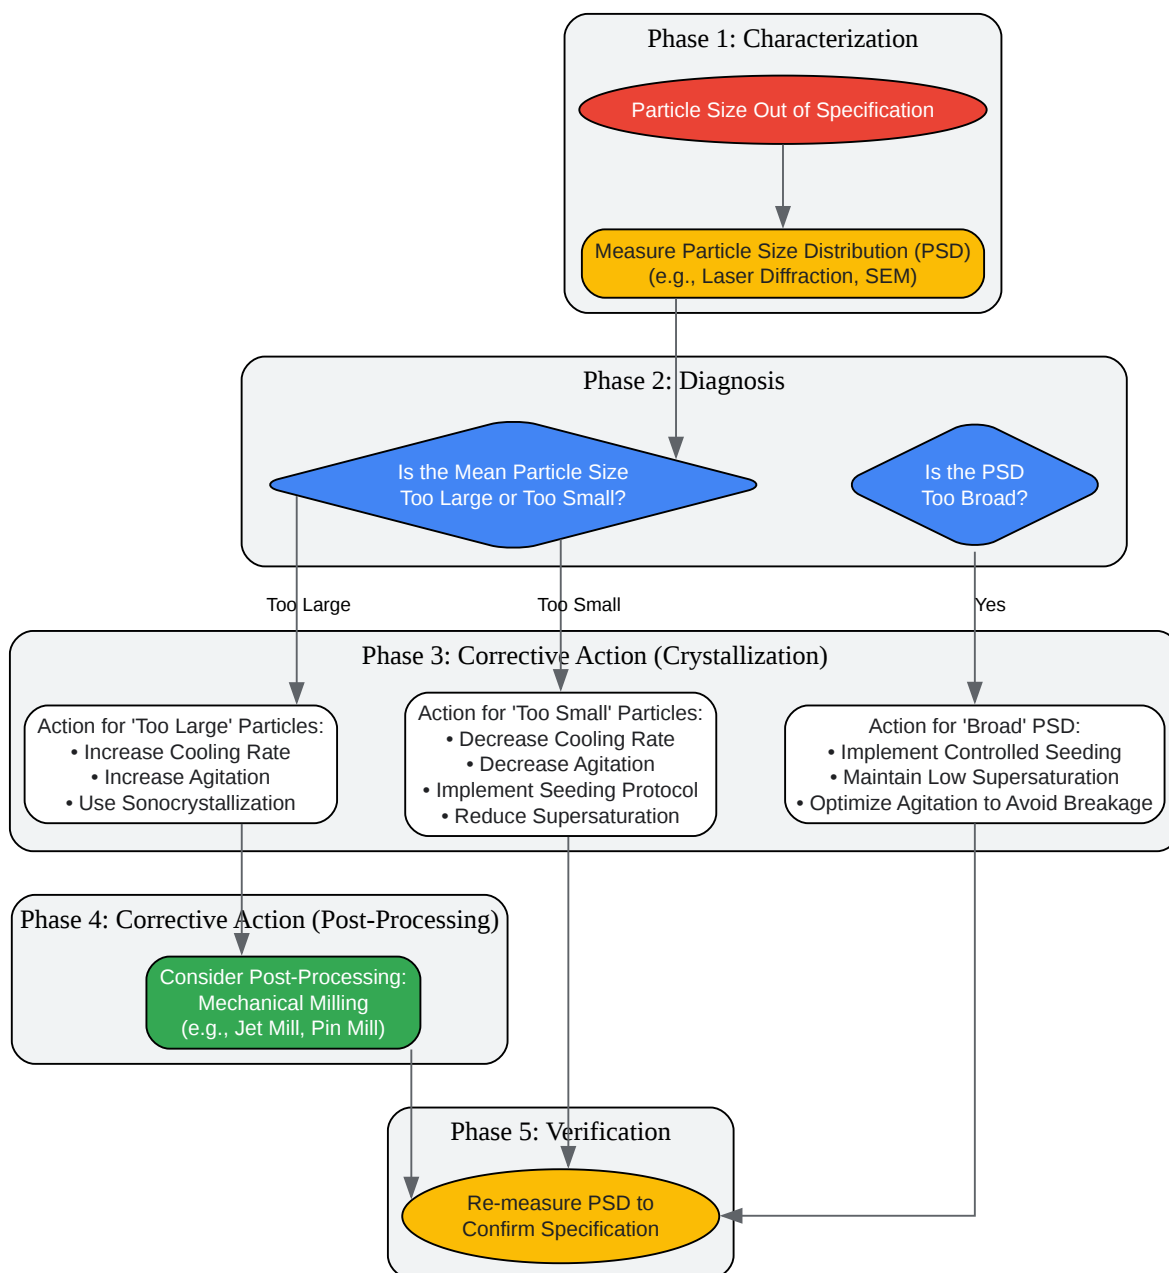 Phase 1: Characterization
Particle Size Out of Specification
Measure Particle Size Distribution (PSD)
(e.g., Laser Diffraction, SEM)
Phase 2: Diagnosis
Is the Mean Particle Size
Too Large or Too Small?
Is the PSD
Too Broad?
Too Large
Too Small
Yes
Phase 3: Corrective Action (Crystallization)
Action for 'Too Large' Particles:
• Increase Cooling Rate
• Increase Agitation
• Use Sonocrystallization
Action for 'Too Small' Particles:
• Decrease Cooling Rate
• Decrease Agitation
• Implement Seeding Protocol
• Reduce Supersaturation
Action for 'Broad' PSD:
• Implement Controlled Seeding
• Maintain Low Supersaturation
• Optimize Agitation to Avoid Breakage
Phase 4: Corrective Action (Post-Processing)
Consider Post-Processing:
Mechanical Milling
(e.g., Jet Mill, Pin Mill)
Phase 5: Verification
Re-measure PSD to
Confirm Specification